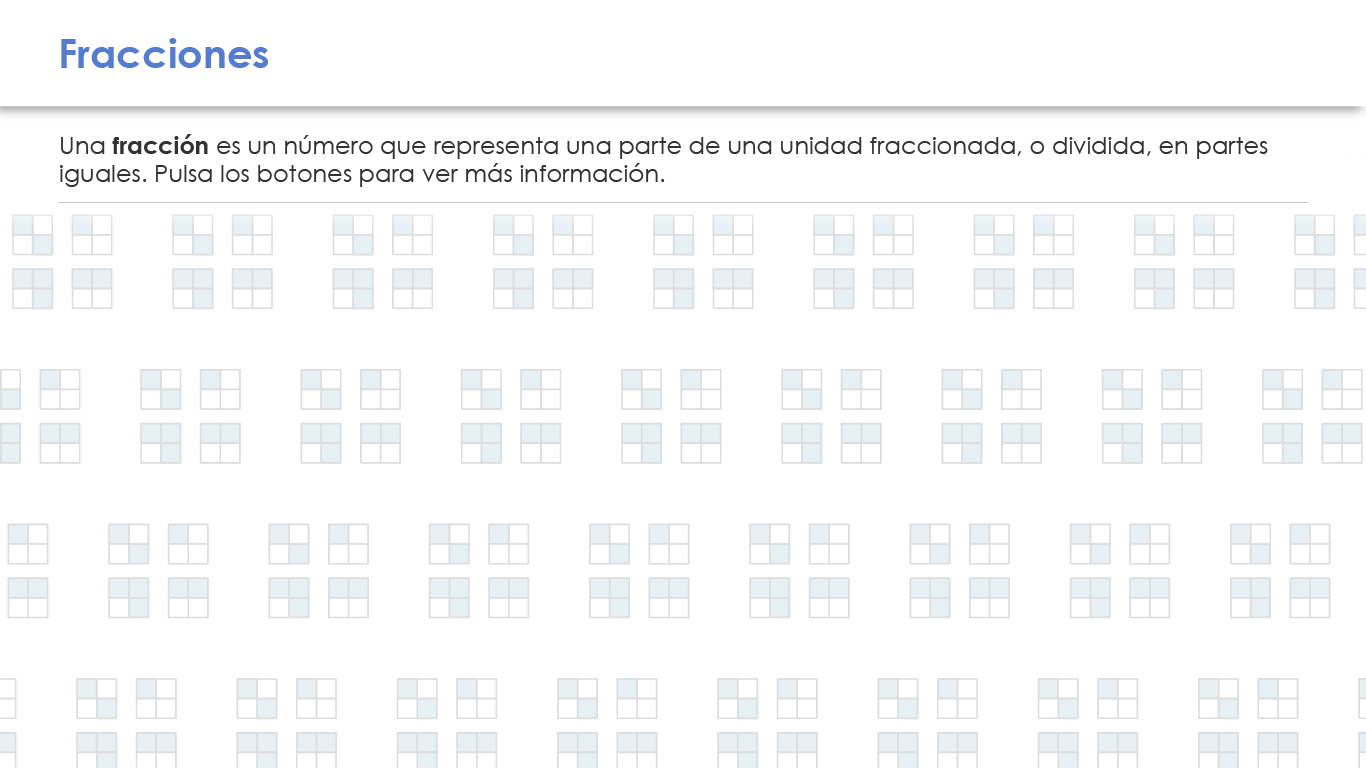 Fracciones
Una fracción es un número que representa una parte de una unidad fraccionada, o dividida, en partes
iguales. Pulsa los botones para ver más información.